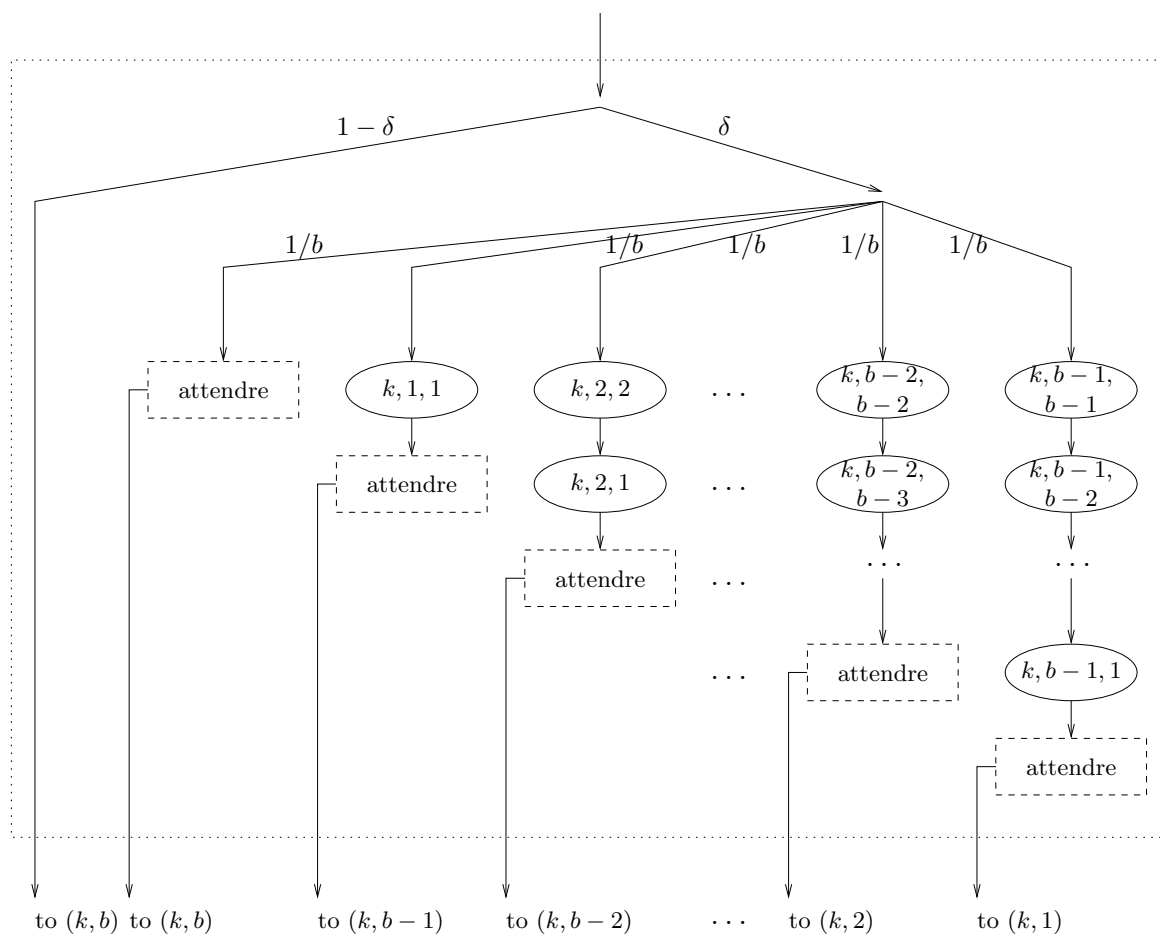 1 − δ
δ
1/b
1/b
1/b
1/b
1/b
attendre
k, 1, 1
k, 2, 2
. . .
k, b − 2,
b − 2
k, b − 1,
b − 1
attendre
k, 2, 1
. . .
k, b − 2,
b − 3
k, b − 1,
b − 2
attendre
. . .
. . .
. . .
. . .
attendre
k, b − 1, 1
attendre
to (k, b)
to (k, b)
to (k, b − 1)
to (k, b − 2)
. . .
to (k, 2)
to (k, 1)